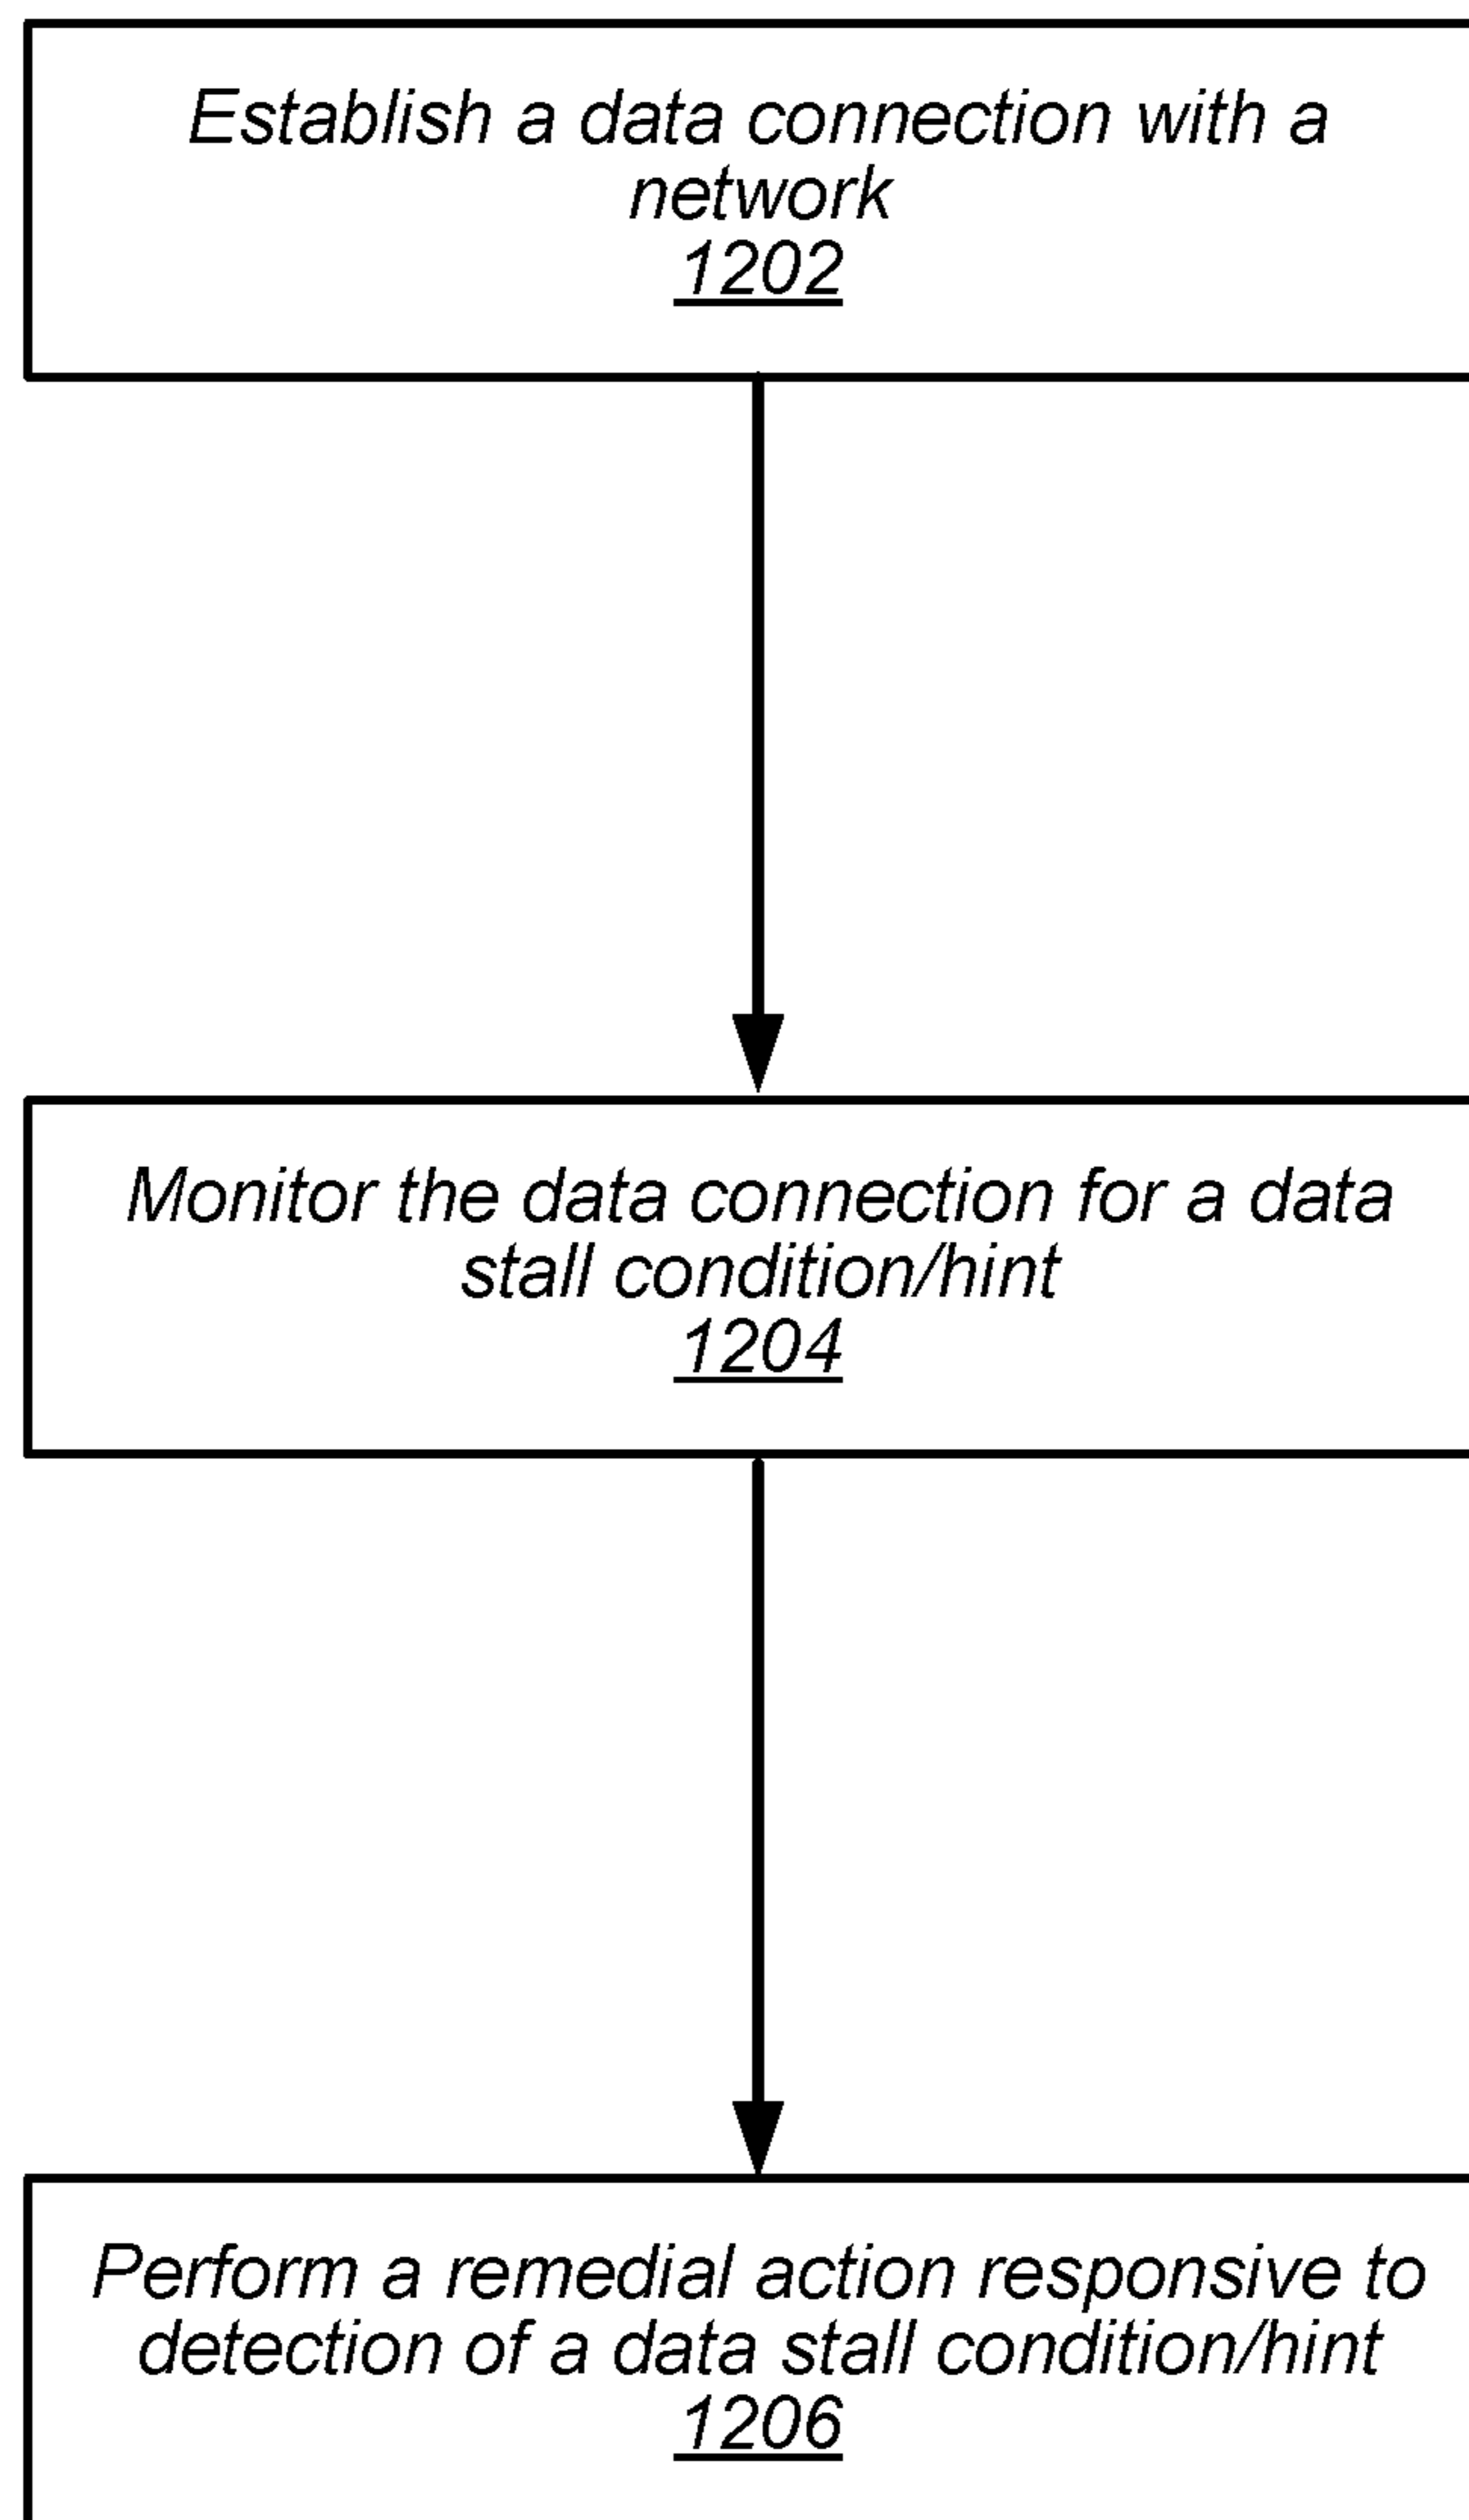 Establish a data connection with a
network
1202
Monitor the data connection for a data
stall condition/hint
1204
Perform a remedial action responsive to
detection of a data stall condition/hint
1206